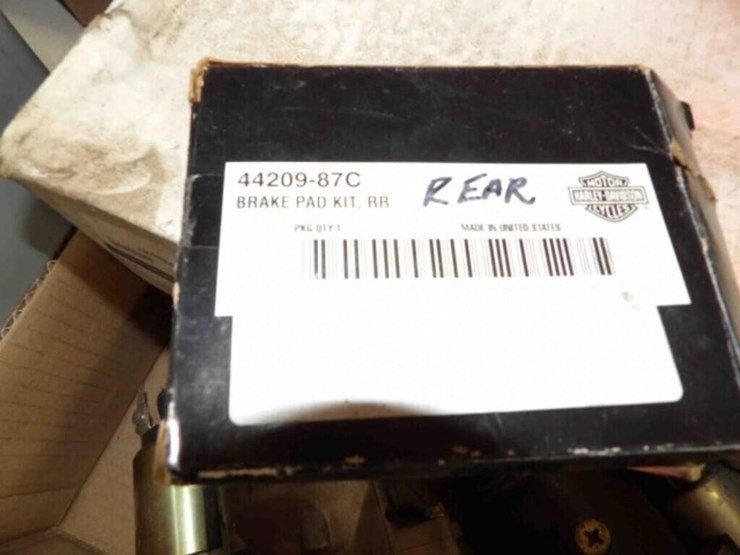 44209-87C
BRAKE PAD KIT, RR
REAR
MOTOR
HARLEY-DAVIDSON
CYCLES
PKG QTY 1
MADE IN UNITED STATES